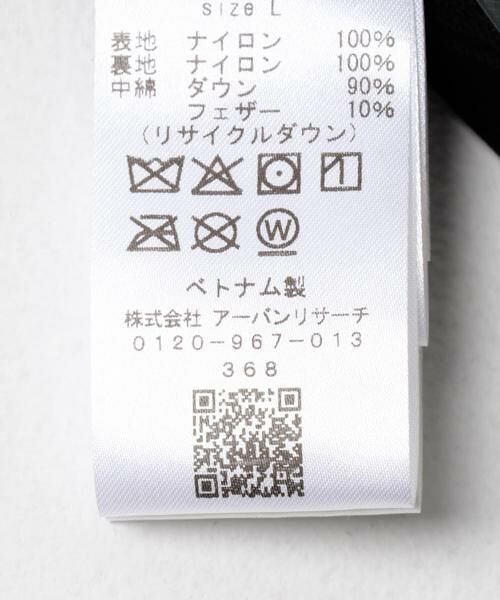 size L
表地 ナイロン 100%
裏地 ナイロン 100%
中綿 ダウン 90%
フェザー 10%
(リサイクルダウン)
W
ベトナム製
株式会社 アーバンリサーチ
0120-967-013
368